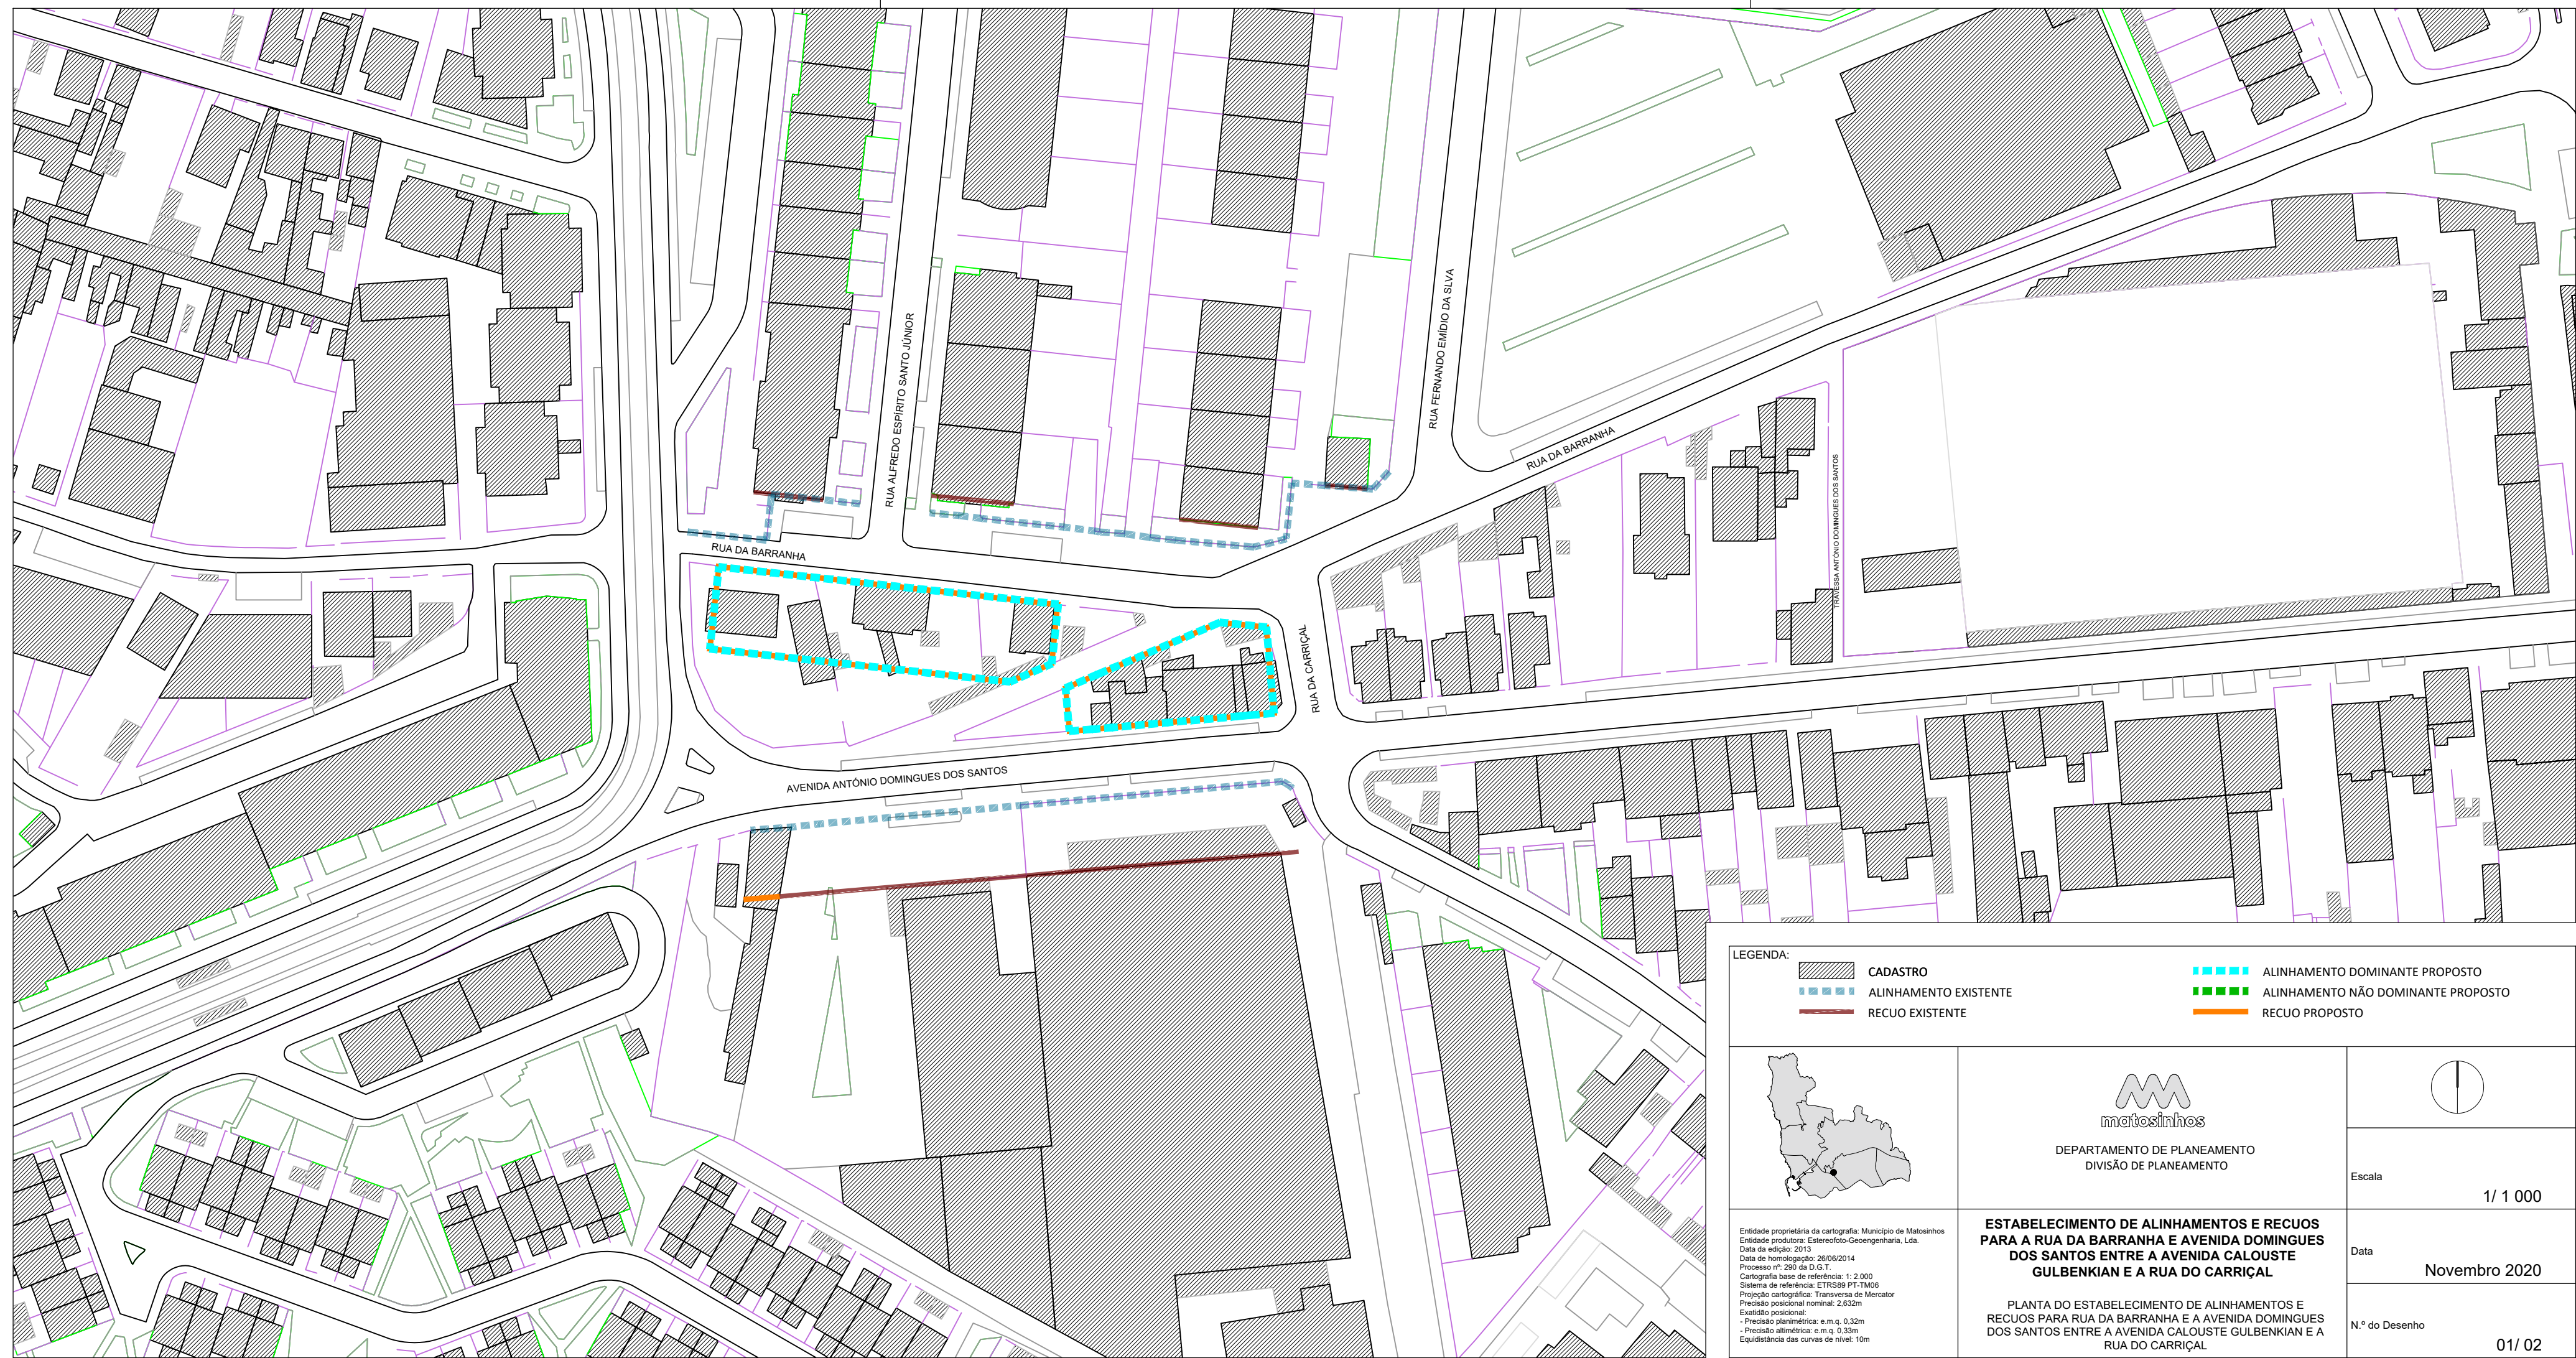 RUA ALFREDO ESPÍRITO SANTO JÚNIOR
RUA FERNANDO EMÍDIO DA SLVA
RUA DA BARRANHA
TRAVESSA ANTÓNIO DOMINGUES DOS SANTOS
RUA DA BARRANHA
RUA DA CARRIÇAL
AVENIDA ANTÓNIO DOMINGUES DOS SANTOS
LEGENDA:
CADASTRO
ALINHAMENTO EXISTENTE
RECUO EXISTENTE
ALINHAMENTO DOMINANTE PROPOSTO
ALINHAMENTO NÃO DOMINANTE PROPOSTO
RECUO PROPOSTO
matosinhos
DEPARTAMENTO DE PLANEAMENTO
DIVISÃO DE PLANEAMENTO
Escala
1/ 1 000
Entidade proprietária da cartografia: Município de Matosinhos
Entidade produtora: Estereofoto-Geoengenharia, Lda.
Data da edição: 2013
Data de homologação: 26/06/2014
Processo nº: 290 da D.G.T.
Cartografia base de referência: 1: 2.000
Sistema de referência: ETRS89 PT-TM06
Projeção cartográfica: Transversa de Mercator
Precisão posicional nominal: 2,632m
Exatidão posicional:
- Precisão planimétrica: e.m.q. 0,32m
- Precisão altimétrica: e.m.q. 0,33m
Equidistância das curvas de nível: 10m
ESTABELECIMENTO DE ALINHAMENTOS E RECUOS
PARA A RUA DA BARRANHA E AVENIDA DOMINGUES
DOS SANTOS ENTRE A AVENIDA CALOUSTE
GULBENKIAN E A RUA DO CARRIÇAL
PLANTA DO ESTABELECIMENTO DE ALINHAMENTOS E
RECUOS PARA RUA DA BARRANHA E A AVENIDA DOMINGUES
DOS SANTOS ENTRE A AVENIDA CALOUSTE GULBENKIAN E A
RUA DO CARRIÇAL
Data
Novembro 2020
N.º do Desenho
01/ 02